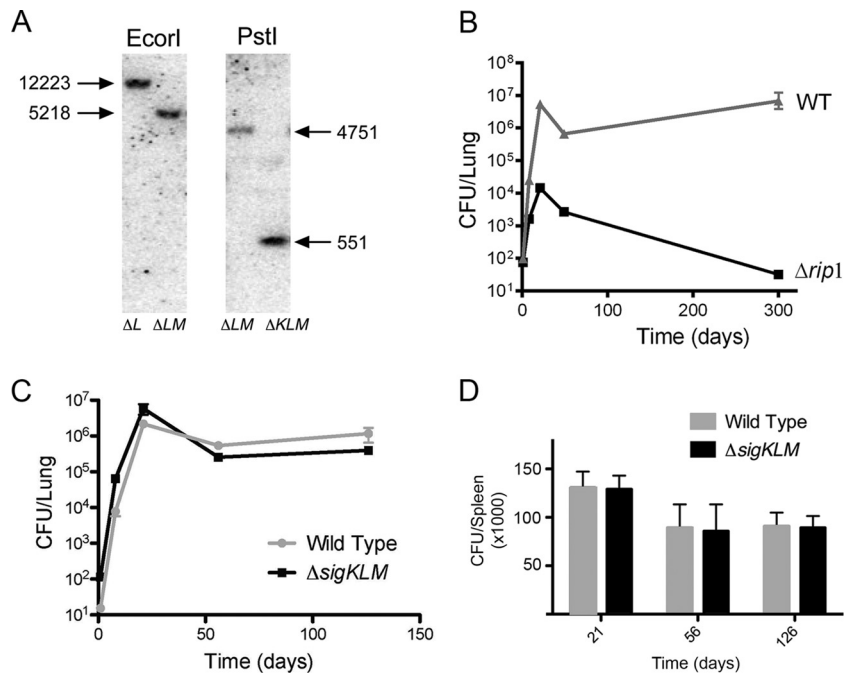 A
EcorI
PstI
12223
5218
4751
551
ΔL
ΔLM
ΔLM
ΔKLM
B
10⁸
10⁷
10⁶
10⁵
10⁴
10³
10²
10¹
CFU/Lung
WT
Δrip1
0
100
200
300
Time (days)
C
10⁷
10⁶
10⁵
10⁴
10³
10²
10¹
CFU/Lung
Wild Type
ΔsigKLM
0
50
100
150
Time (days)
D
Wild Type
ΔsigKLM
CFU/Spleen
(x1000)
150
100
50
21
56
126
Time (days)